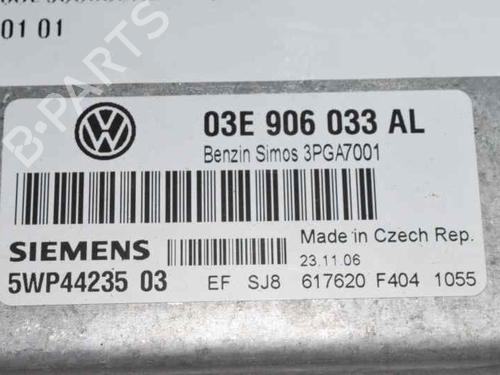 01 01
03E 906 033 AL
Benzin Simos 3PGA7001
SIEMENS
Made in Czech Rep.
23.11.06
5WP44235 03
EF SJ8 617620 F404 1055
B-PARTS